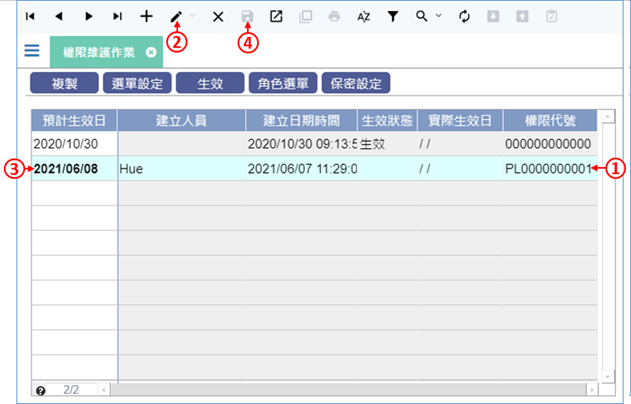 ② ④
權限維護作業
複製 選單設定 生效 角色選單 保密設定
預計生效日 建立人員 建立日期時間 生效狀態 實際生效日 權限代號
2020/10/30 2020/10/30 09:13:5 生效 / / 000000000000
③ 2021/06/08 Hue 2021/06/07 11:29:0 / / PL0000000001 ①
2/2